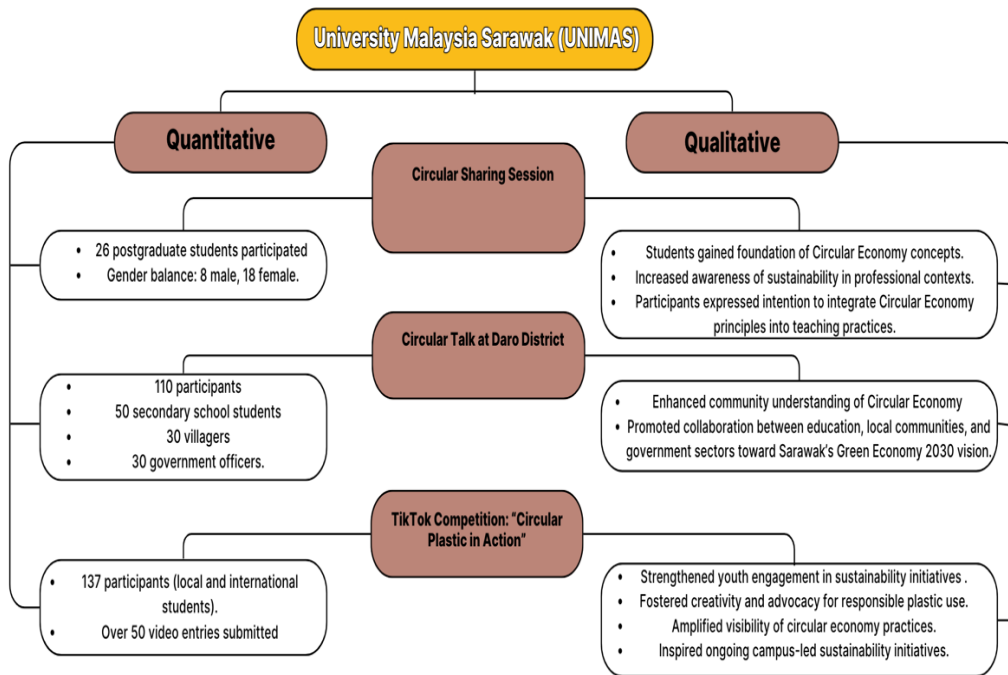 University Malaysia Sarawak (UNIMAS)
Quantitative
Qualitative
Circular Sharing Session
• 26 postgraduate students participated
• Gender balance: 8 male, 18 female.
• Students gained foundation of Circular Economy concepts.
• Increased awareness of sustainability in professional contexts.
• Participants expressed intention to integrate Circular Economy
principles into teaching practices.
Circular Talk at Daro District
• 110 participants
• 50 secondary school students
• 30 villagers
• 30 government officers.
• Enhanced community understanding of Circular Economy
• Promoted collaboration between education, local communities, and
government sectors toward Sarawak's Green Economy 2030 vision.
TikTok Competition: "Circular
Plastic in Action"
• 137 participants (local and international
students).
• Over 50 video entries submitted
• Strengthened youth engagement in sustainability initiatives .
• Fostered creativity and advocacy for responsible plastic use.
• Amplified visibility of circular economy practices.
• Inspired ongoing campus-led sustainability initiatives.